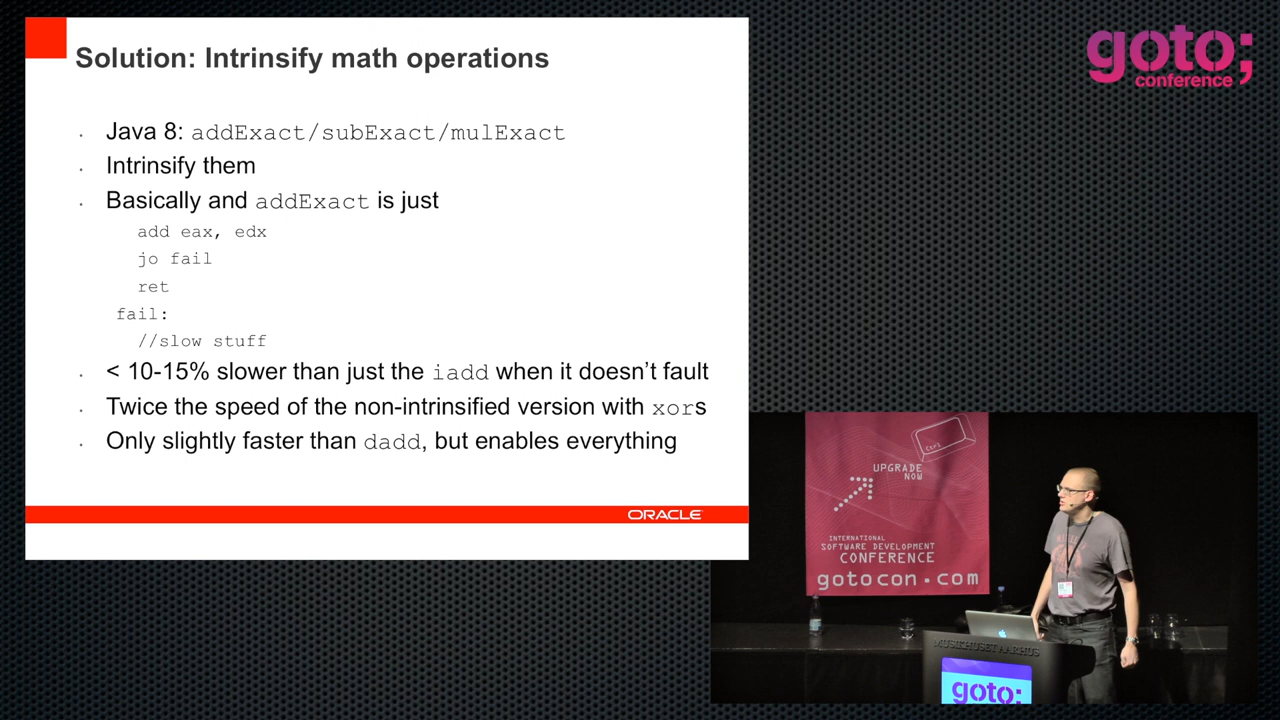 Solution: Intrinsify math operations
goto;
conference
Java 8: addExact/subExact/mulExact
Intrinsify them
Basically and addExact is just
add eax, edx
jo fail
ret
fail:
//slow stuff
< 10-15% slower than just the iadd when it doesn't fault
Twice the speed of the non-intrinsified version with xors
Only slightly faster than dadd, but enables everything
ORACLE
Ctrl
UPGRADE
NOW
INTERNATIONAL
SOFTWARE DEVELOPMENT
CONFERENCE
gotocon.com
MUSIKHUSET AARHUS
goto;